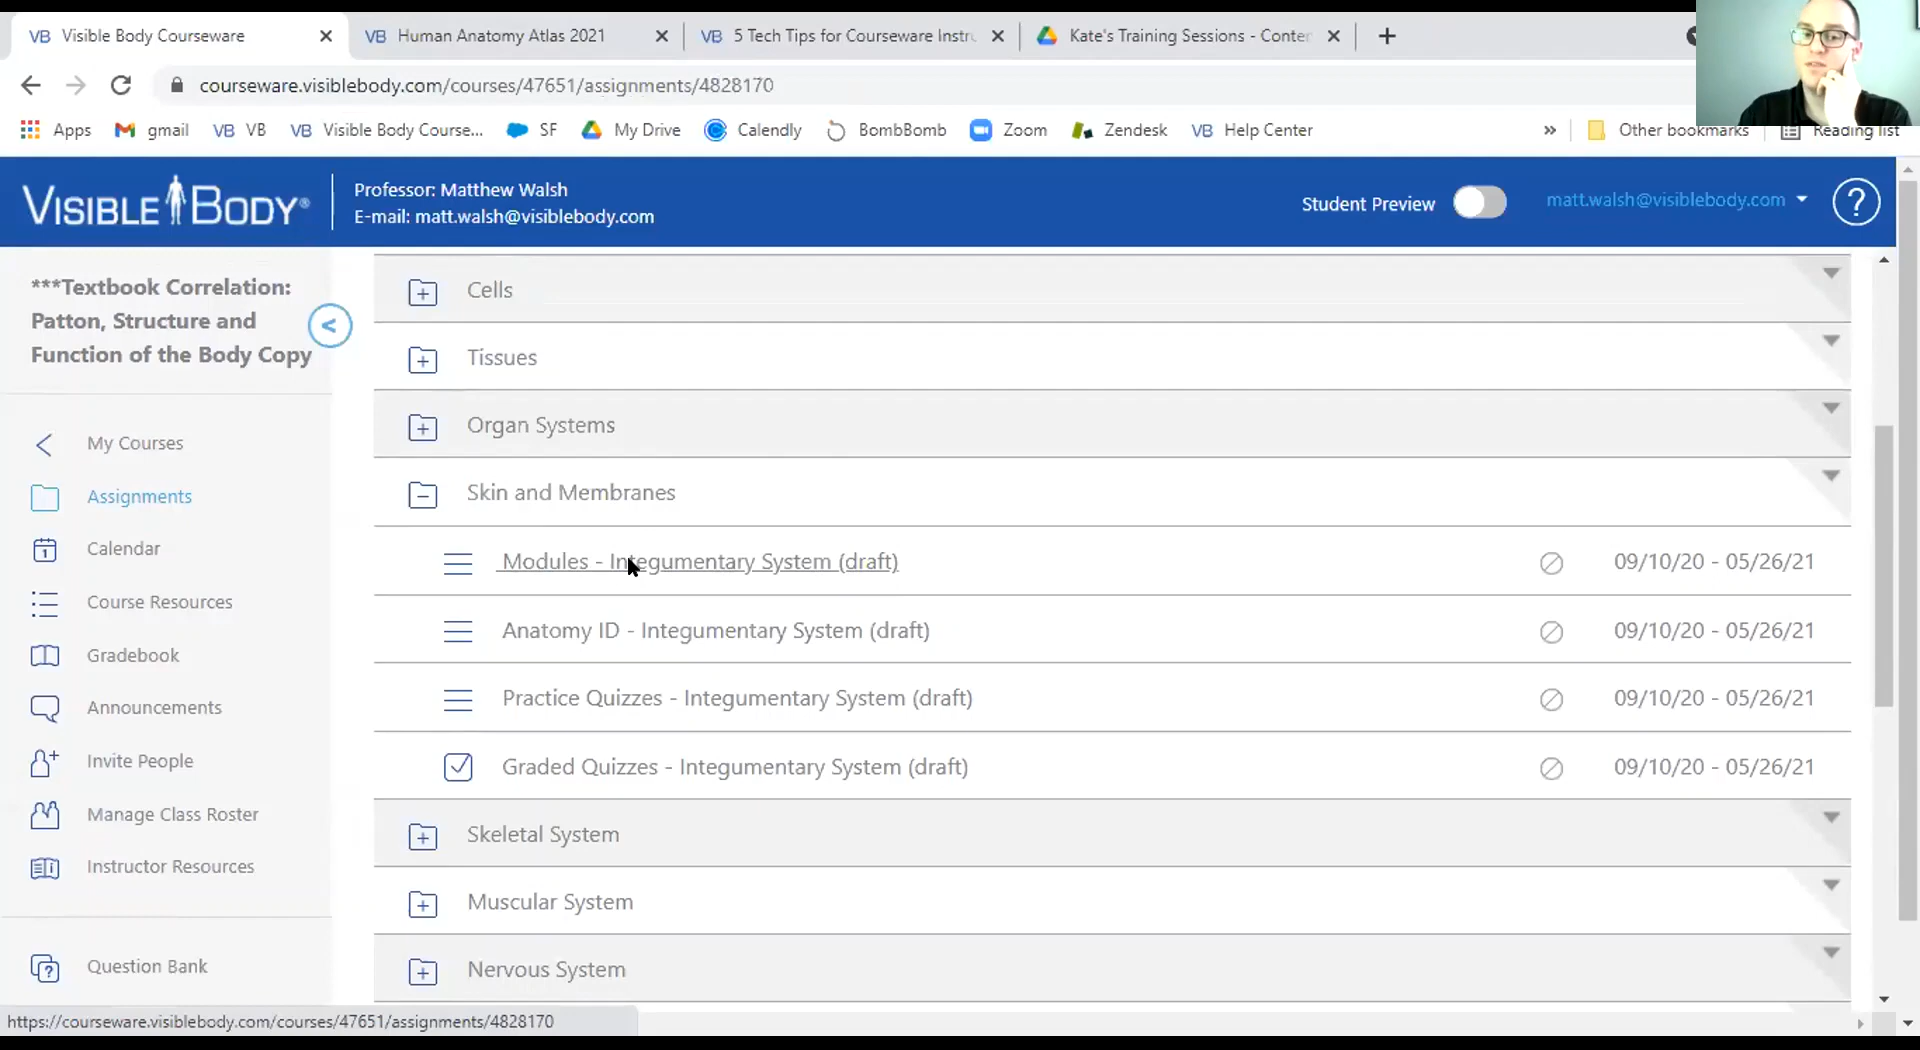 VB Visible Body Courseware
VB Human Anatomy Atlas 2021
VB 5 Tech Tips for Courseware Instru
Kate's Training Sessions - Conten
courseware.visiblebody.com/courses/47651/assignments/4828170
Apps
gmail
VB VB
VB Visible Body Course...
SF
My Drive
Calendly
BombBomb
Zoom
Zendesk
VB Help Center
»
Other bookmarks
Reading list
VISIBLE BODY®
Professor: Matthew Walsh
E-mail: matt.walsh@visiblebody.com
Student Preview
matt.walsh@visiblebody.com
?
***Textbook Correlation:
Patton, Structure and
Function of the Body Copy
<
My Courses
Assignments
1 Calendar
Course Resources
Gradebook
Announcements
Invite People
Manage Class Roster
Instructor Resources
Question Bank
Cells
Tissues
Organ Systems
Skin and Membranes
Modules - Integumentary System (draft) 09/10/20 - 05/26/21
Anatomy ID - Integumentary System (draft) 09/10/20 - 05/26/21
Practice Quizzes - Integumentary System (draft) 09/10/20 - 05/26/21
Graded Quizzes - Integumentary System (draft) 09/10/20 - 05/26/21
Skeletal System
Muscular System
Nervous System
https://courseware.visiblebody.com/courses/47651/assignments/4828170